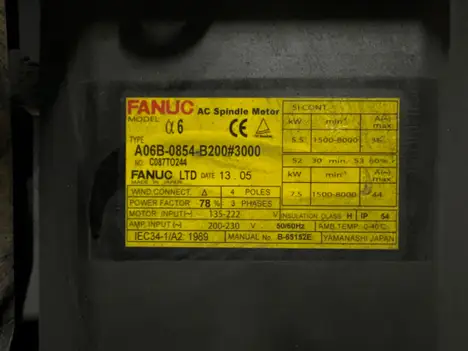 FANUC AC Spindle Motor
MODEL α6 CE
TYPE A06B-0854-B200#3000
NO. C087T0244
FANUC LTD DATE 13.05
MADE IN JAPAN
WIND.CONNECT. Δ 4 POLES
POWER FACTOR 78 % 3 PHASES
MOTOR INPUT(~) 135-222 V
AMP. INPUT(~) 200-230 V 50/60Hz
IEC34-1/A2: 1989 MANUAL No. B-65152E
S1 CONT.
kW min⁻¹ A(~)
5.5 1500-8000 36
S2 30 min. S3 60%
kW min⁻¹
7.5 1500-8000 44
INSULATION CLASS H IP 54
AMB.TEMP. 0-40℃
YAMANASHI JAPAN